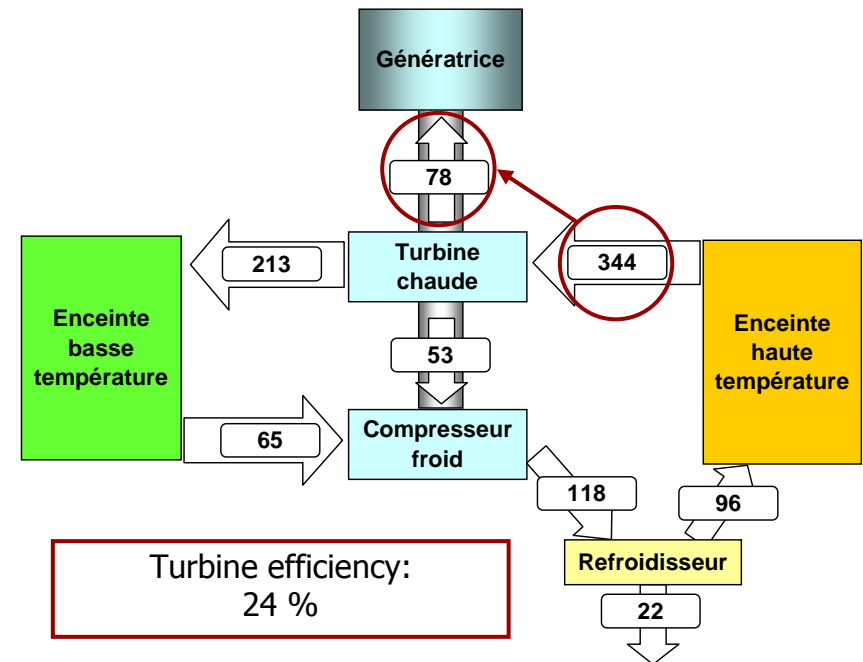 Génératrice
78
213
Turbine
chaude
344
Enceinte
basse
température
53
Enceinte
haute
température
65
Compresseur
froid
118
96
Turbine efficiency:
24 %
Refroidisseur
22